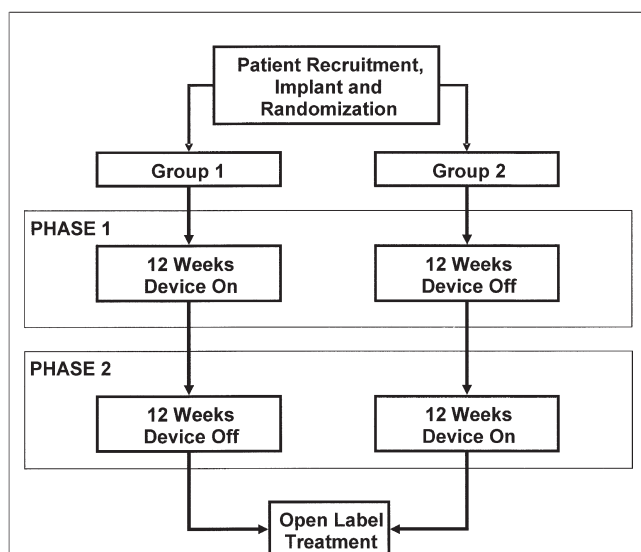 Patient Recruitment,
Implant and
Randomization
Group 1
Group 2
PHASE 1
12 Weeks
Device On
12 Weeks
Device Off
PHASE 2
12 Weeks
Device Off
12 Weeks
Device On
Open Label
Treatment